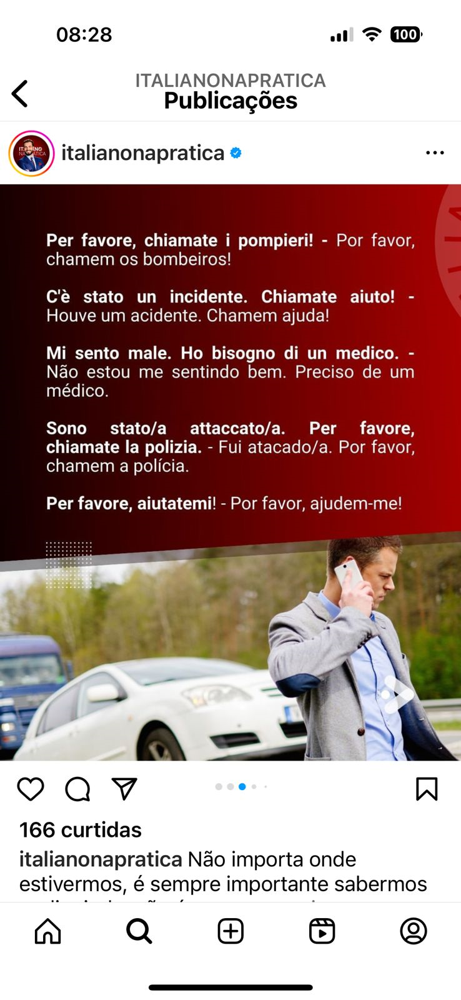 08:28
100
ITALIANONAPRATICA
Publicações
italianonapratica
Per favore, chiamate i pompieri! - Por favor,
chamem os bombeiros!
C'è stato un incidente. Chiamate aiuto! -
Houve um acidente. Chamem ajuda!
Mi sento male. Ho bisogno di un medico. -
Não estou me sentindo bem. Preciso de um
médico.
Sono stato/a attaccato/a. Per favore,
chiamate la polizia. - Fui atacado/a. Por favor,
chamem a polícia.
Per favore, aiutatemi! - Por favor, ajudem-me!
166 curtidas
italianonapratica Não importa onde
estivermos, é sempre importante sabermos